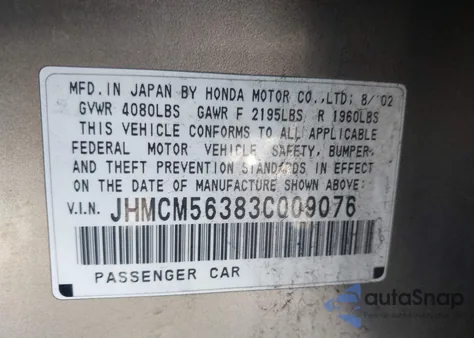 MFD. IN JAPAN BY HONDA MOTOR CO.,LTD; 8/'02
GVWR 4080LBS GAWR F 2195LBS R 1960LBS
THIS VEHICLE CONFORMS TO ALL APPLICABLE
FEDERAL MOTOR VEHICLE SAFETY, BUMPER,
AND THEFT PREVENTION STANDARDS IN EFFECT
ON THE DATE OF MANUFACTURE SHOWN ABOVE:
V.I.N. JHMCM56383C009076
PASSENGER CAR
autoSnap